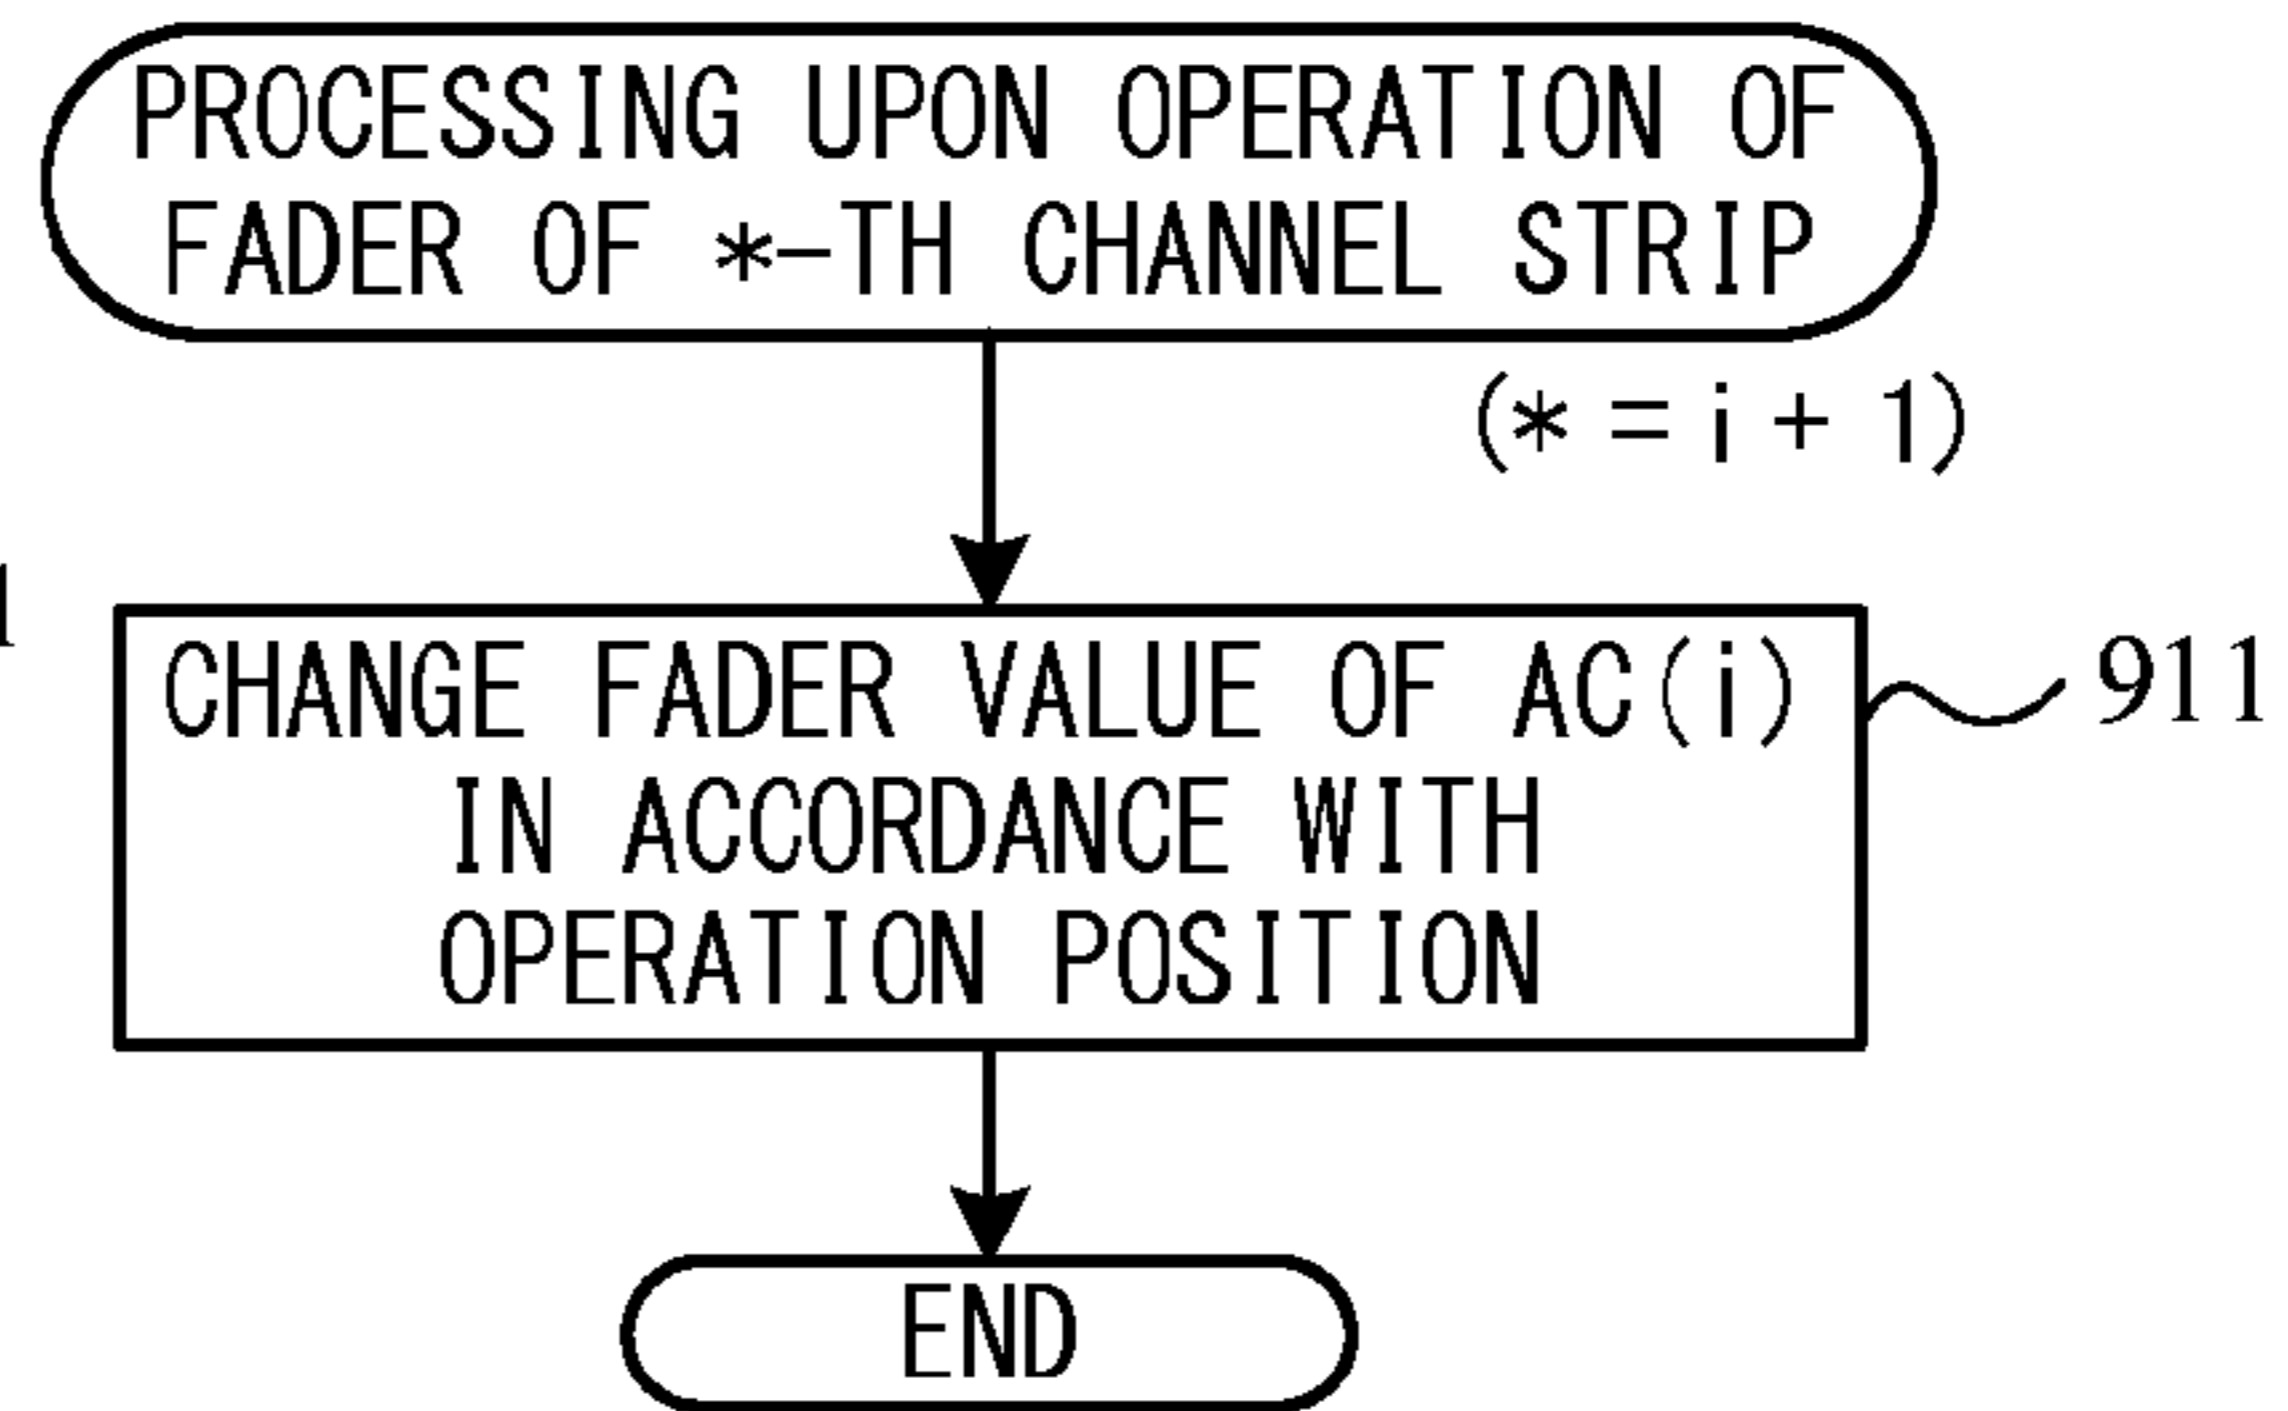 PROCESSING UPON OPERATION OF
FADER OF *-TH CHANNEL STRIP
(* = i + 1)
CHANGE FADER VALUE OF AC(i)
IN ACCORDANCE WITH
OPERATION POSITION
911
END